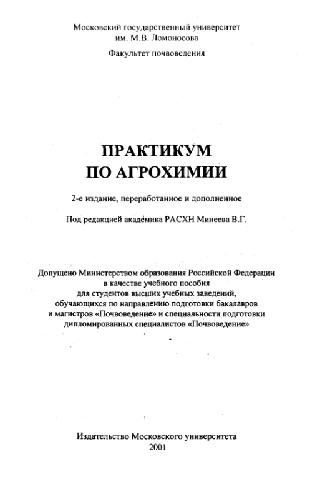 Московский государственный университет
им. М.В. Ломоносова
Факультет почвоведения
ПРАКТИКУМ
ПО АГРОХИМИИ
2-е издание, переработанное и дополненное
Под редакцией академика РАСХН Минеева В.Г.
Допущено Министерством образования Российской Федерации
в качестве учебного пособия
для студентов высших учебных заведений,
обучающихся по направлению подготовки бакалавров
и магистров «Почвоведение» и специальности подготовки
дипломированных специалистов «Почвоведение»
Издательство Московского университета
2001